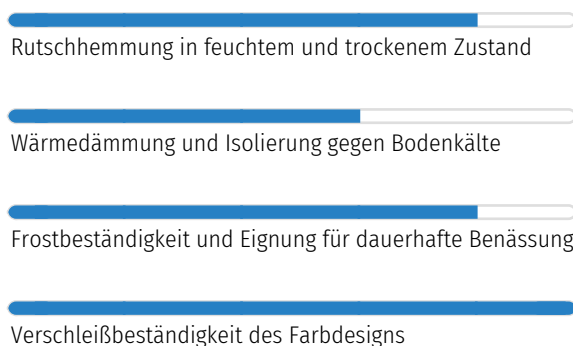 Rutschhemmung in feuchtem und trockenem Zustand
Wärmedämmung und Isolierung gegen Bodenkälte
Frostbeständigkeit und Eignung für dauerhafte Benässung
Verschleißbeständigkeit des Farbdesigns